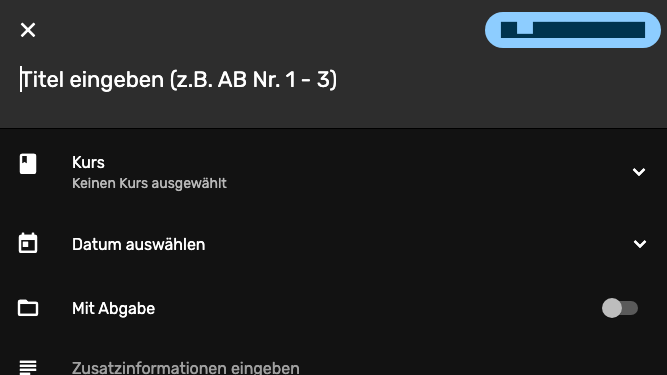 Titel eingeben (z.B. AB Nr. 1 - 3)
Kurs
Keinen Kurs ausgewählt
Datum auswählen
Mit Abgabe
Zusatzinformationen eingeben